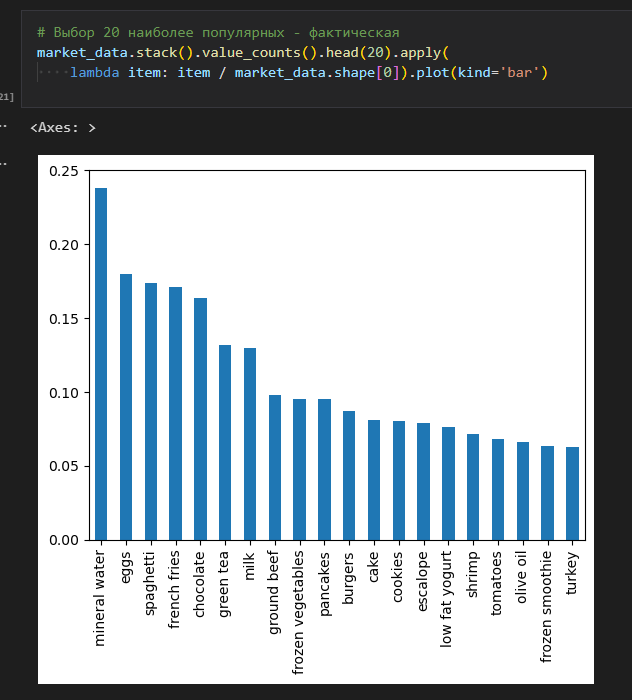 # Выбор 20 наиболее популярных - фактическая
market_data.stack().value_counts().head(20).apply(
····lambda item: item / market_data.shape[0]).plot(kind='bar')
21]
<Axes: >
0.25
0.20
0.15
0.10
0.05
0.00
mineral water
eggs
spaghetti
french fries
chocolate
green tea
milk
ground beef
frozen vegetables
pancakes
burgers
cake
cookies
escalope
low fat yogurt
shrimp
tomatoes
olive oil
frozen smoothie
turkey